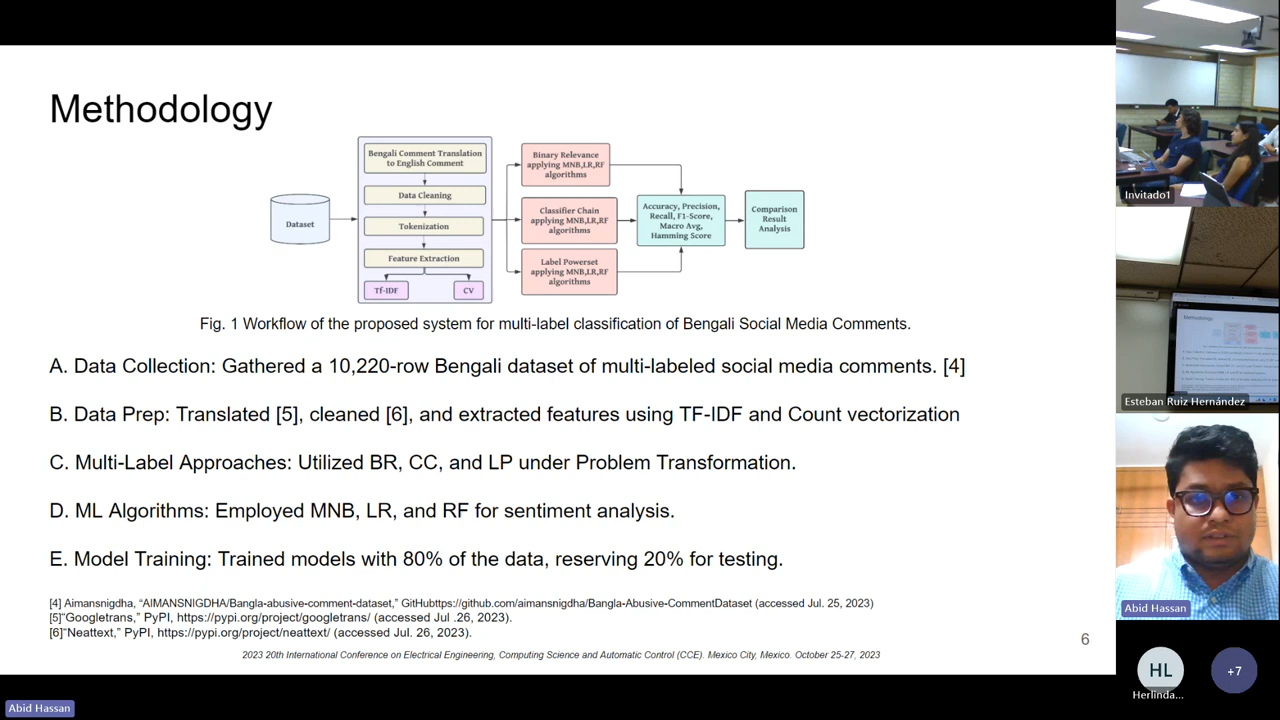 Methodology
Dataset
Bengali Comment Translation
to English Comment
Data Cleaning
Tokenization
Feature Extraction
Tf-IDF
CV
Binary Relevance
applying MNB,LR,RF
algorithms
Classifier Chain
applying MNB,LR,RF
algorithms
Label Powerset
applying MNB,LR,RF
algorithms
Accuracy, Precision,
Recall, F1-Score,
Macro Avg,
Hamming Score
Comparison
Result
Analysis
Fig. 1 Workflow of the proposed system for multi-label classification of Bengali Social Media Comments.
A. Data Collection: Gathered a 10,220-row Bengali dataset of multi-labeled social media comments. [4]
B. Data Prep: Translated [5], cleaned [6], and extracted features using TF-IDF and Count vectorization
C. Multi-Label Approaches: Utilized BR, CC, and LP under Problem Transformation.
D. ML Algorithms: Employed MNB, LR, and RF for sentiment analysis.
E. Model Training: Trained models with 80% of the data, reserving 20% for testing.
[4] Aimansnigdha, “AIMANSNIGDHA/Bangla-abusive-comment-dataset,” GitHubttps://github.com/aimansnigdha/Bangla-Abusive-CommentDataset (accessed Jul. 25, 2023)
[5]“Googletrans,” PyPI, https://pypi.org/project/googletrans/ (accessed Jul .26, 2023).
[6]“Neattext,” PyPI, https://pypi.org/project/neattext/ (accessed Jul. 26, 2023).
6
2023 20th International Conference on Electrical Engineering, Computing Science and Automatic Control (CCE). Mexico City, Mexico. October 25-27, 2023
Abid Hassan
Invitado1
Methodology
Esteban Ruiz Hernández
Abid Hassan
HL
Herlinda...
+7